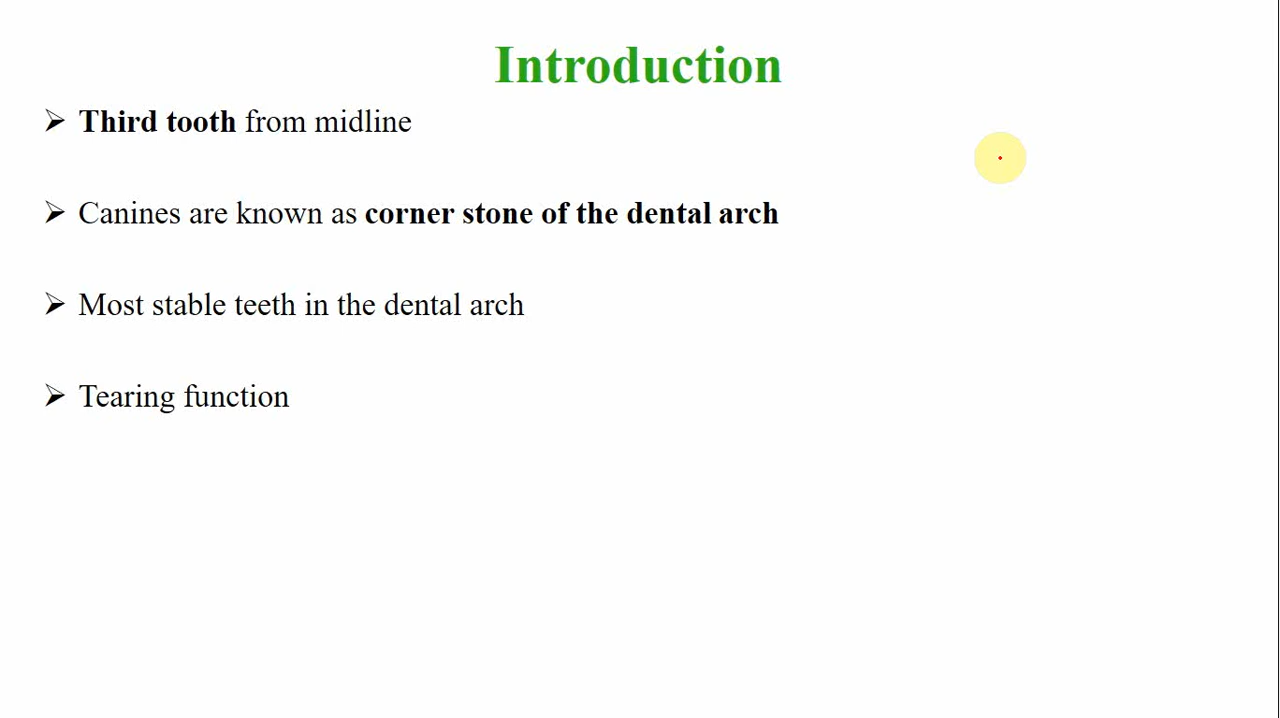 Introduction
➢ Third tooth from midline
➢ Canines are known as corner stone of the dental arch
➢ Most stable teeth in the dental arch
➢ Tearing function